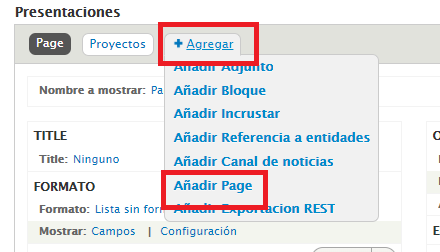 Presentaciones
Page Proyectos + Agregar
Añadir Adjunto
Nombre a mostrar: Pa
Añadir Bloque
Añadir Incrustar
TITLE
Añadir Referencia a entidades
Title: Ninguno
Añadir Canal de noticias
FORMATO
Añadir Page
Formato: Lista sin for
Añadir Exportacion REST
Mostrar: Campos | Configuración